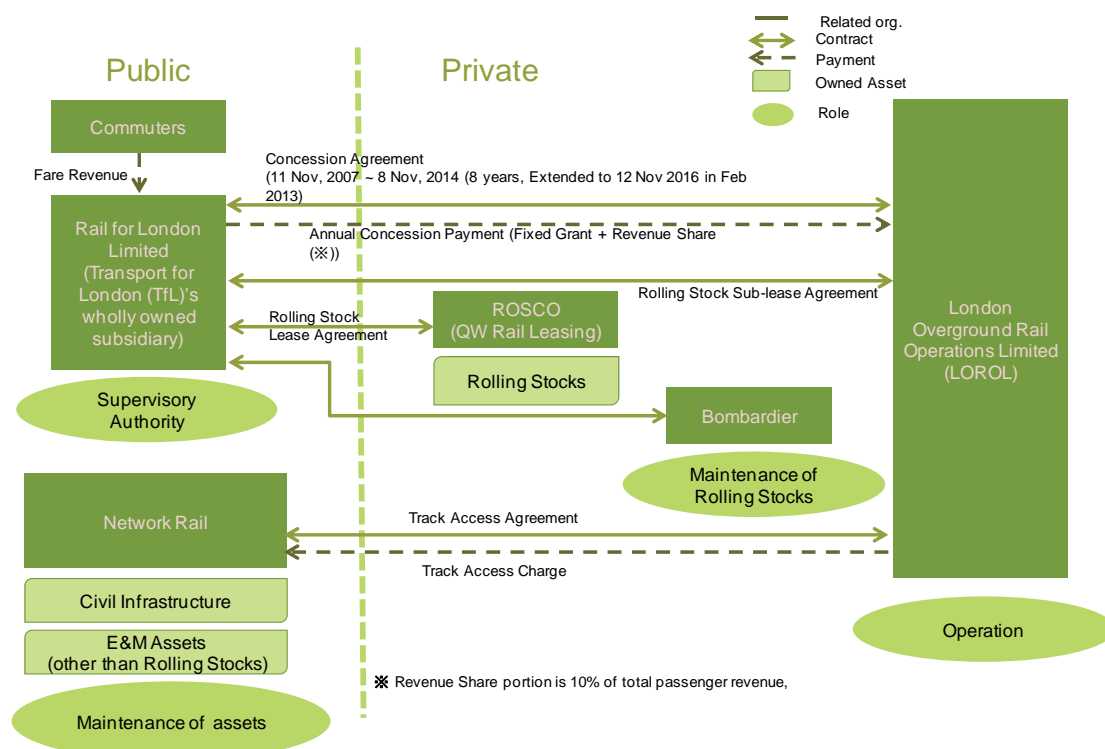 Related org.
Contract
Payment
Owned Asset
Role
Public
Private
Commuters
Fare Revenue
Concession Agreement
(11 Nov, 2007 ~ 8 Nov, 2014 (8 years, Extended to 12 Nov 2016 in Feb
2013)
Rail for London
Limited
(Transport for
London (TfL)'s
wholly owned
subsidiary)
Annual Concession Payment (Fixed Grant + Revenue Share
(※))
Rolling Stock Sub-lease Agreement
Rolling Stock
Lease Agreement
ROSCO
(QW Rail Leasing)
Rolling Stocks
London
Overground Rail
Operations Limited
(LOROL)
Supervisory
Authority
Bombardier
Maintenance of
Rolling Stocks
Network Rail
Track Access Agreement
Track Access Charge
Civil Infrastructure
E&M Assets
(other than Rolling Stocks)
Operation
Maintenance of assets
※ Revenue Share portion is 10% of total passenger revenue,